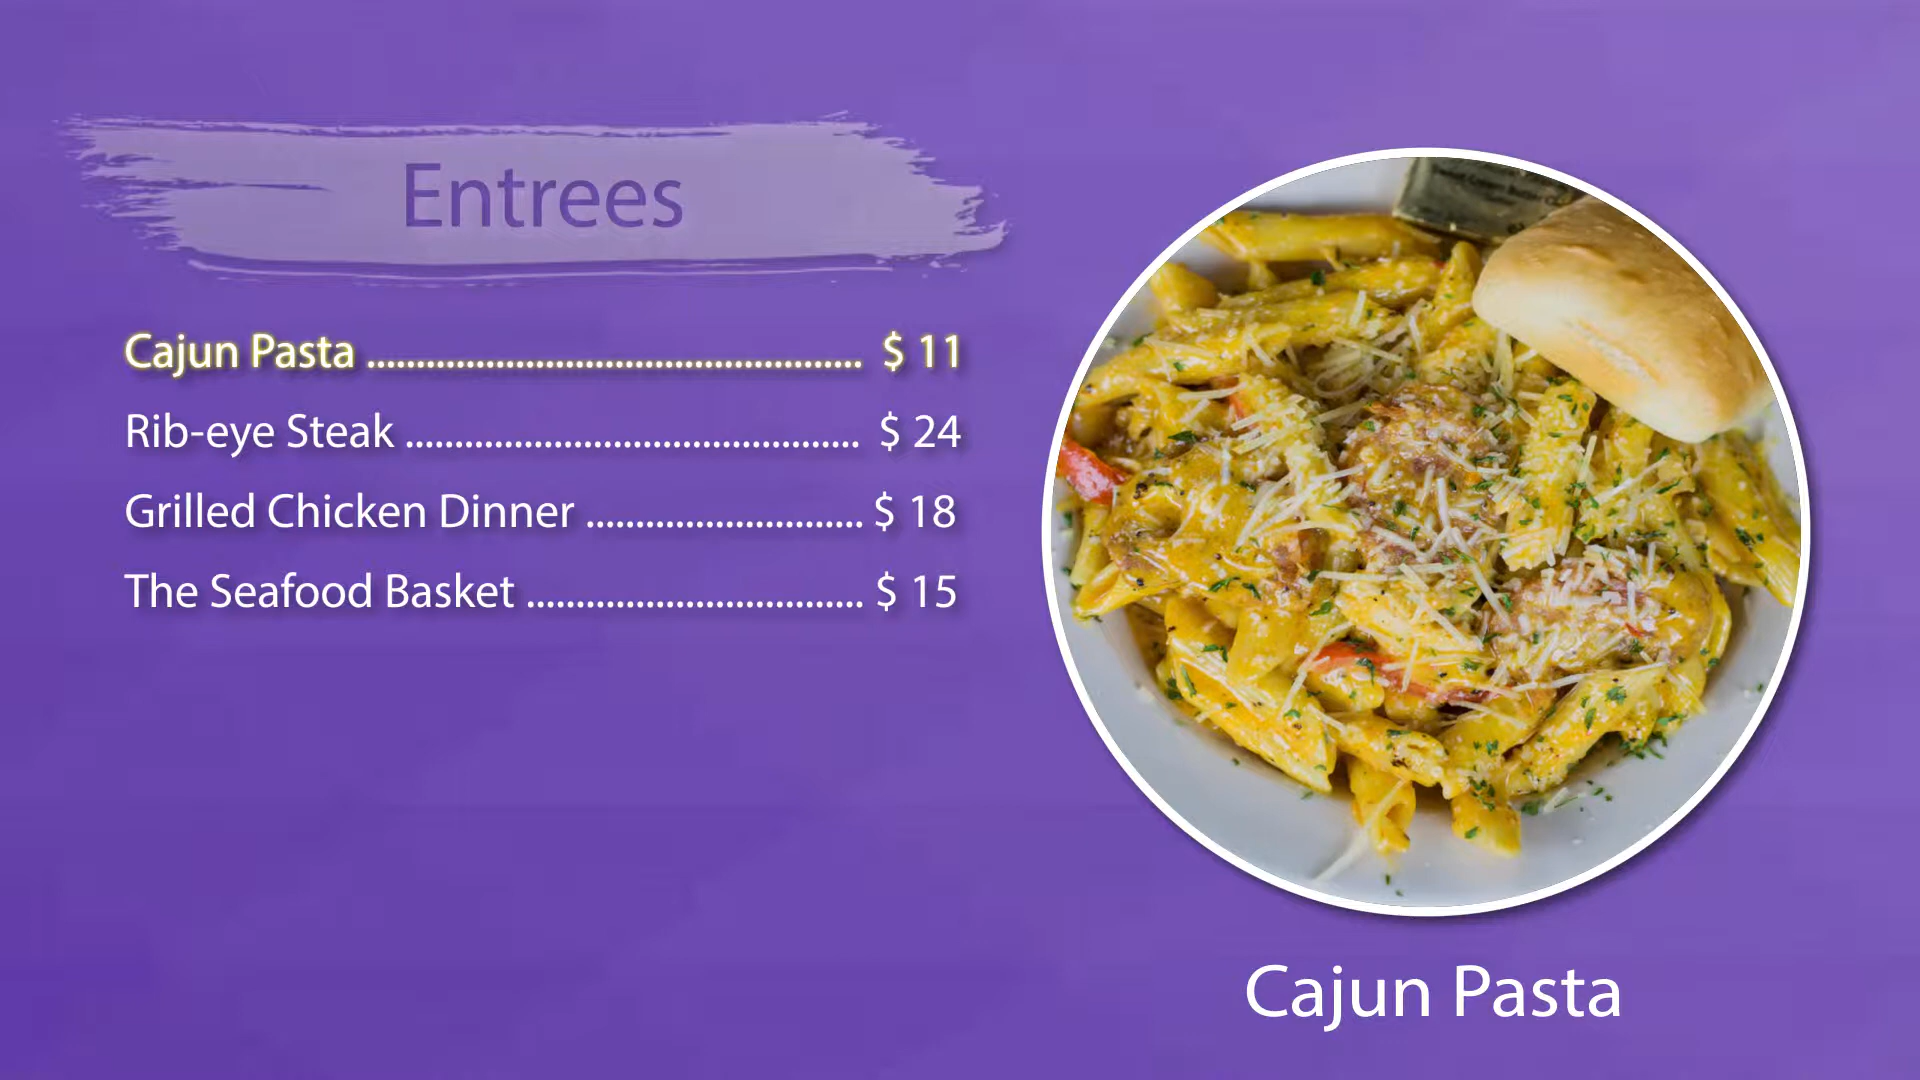 Entrees
Cajun Pasta .................................................. $ 11
Rib-eye Steak .............................................. $ 24
Grilled Chicken Dinner ............................ $ 18
The Seafood Basket .................................. $ 15
Cajun Pasta